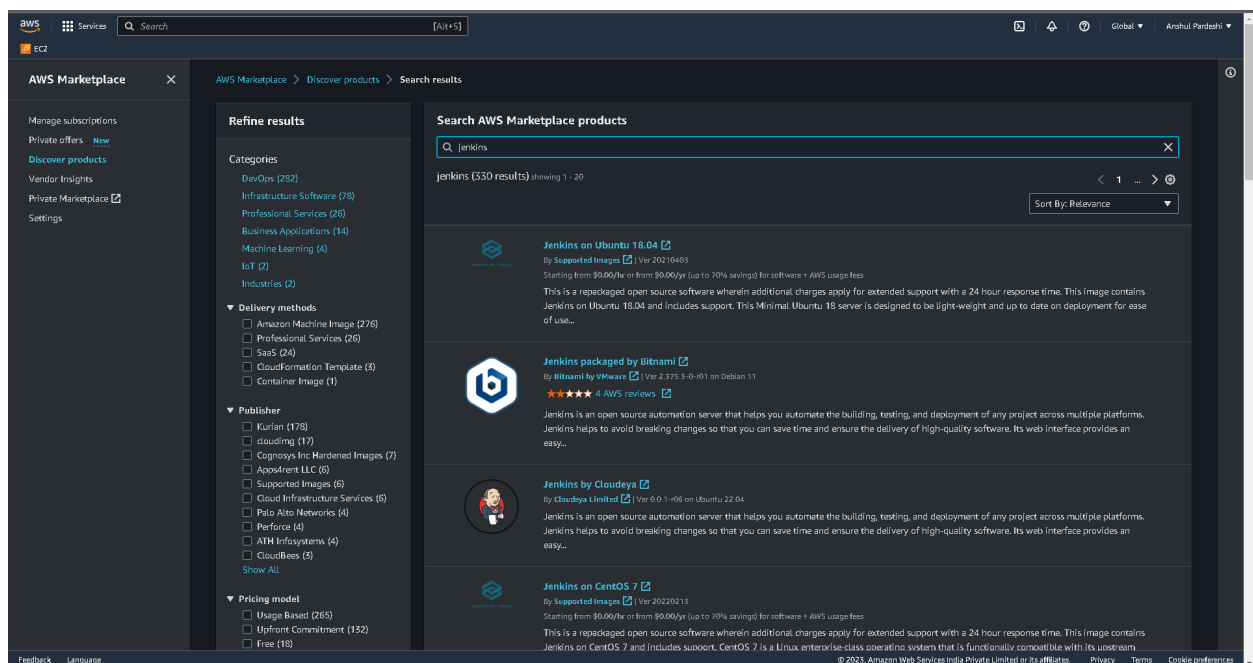 aws
Services
Search
[Alt+S]
Global ▼
Anshul Pardeshi ▼
EC2
AWS Marketplace
Manage subscriptions
Private offers New
Discover products
Vendor Insights
Private Marketplace
Settings
AWS Marketplace > Discover products > Search results
Refine results
Categories
DevOps (282)
Infrastructure Software (78)
Professional Services (26)
Business Applications (14)
Machine Learning (4)
IoT (2)
Industries (2)
▼ Delivery methods
Amazon Machine Image (276)
Professional Services (26)
SaaS (24)
CloudFormation Template (3)
Container Image (1)
▼ Publisher
Kurian (178)
cloudimg (17)
Cognosys Inc Hardened Images (7)
Apps4rent LLC (6)
Supported Images (6)
Cloud Infrastructure Services (6)
Palo Alto Networks (4)
Perforce (4)
ATH Infosystems (4)
CloudBees (3)
Show All
▼ Pricing model
Usage Based (265)
Upfront Commitment (132)
Free (18)
Search AWS Marketplace products
jenkins
jenkins (330 results) showing 1 - 20
1 ...
Sort By: Relevance
Jenkins on Ubuntu 18.04
By Supported Images | Ver 20210403
Starting from $0.00/hr or from $0.00/yr (up to 70% savings) for software + AWS usage fees
This is a repackaged open source software wherein additional charges apply for extended support with a 24 hour response time. This image contains
Jenkins on Ubuntu 18.04 and includes support. This Minimal Ubuntu 18 server is designed to be light-weight and up to date on deployment for ease
of use...
Jenkins packaged by Bitnami
By Bitnami by VMware | Ver 2.375.3-0-r01 on Debian 11
4 AWS reviews
Jenkins is an open source automation server that helps you automate the building, testing, and deployment of any project across multiple platforms.
Jenkins helps to avoid breaking changes so that you can save time and ensure the delivery of high-quality software. Its web interface provides an
easy...
Jenkins by Cloudeya
By Cloudeya Limited | Ver 0.0.1-r06 on Ubuntu 22.04
Jenkins is an open source automation server that helps you automate the building, testing, and deployment of any project across multiple platforms.
Jenkins helps to avoid breaking changes so that you can save time and ensure the delivery of high-quality software. Its web interface provides an
easy...
Jenkins on CentOS 7
By Supported Images | Ver 20220213
Starting from $0.00/hr or from $0.00/yr (up to 70% savings) for software + AWS usage fees
This is a repackaged open source software wherein additional charges apply for extended support with a 24 hour response time. This image contains
Jenkins on CentOS 7 and includes support. CentOS 7 is a Linux enterprise-class operating system that is functionally compatible with its upstream
Feedback Language
© 2023, Amazon Web Services India Private Limited or its affiliates. Privacy Terms Cookie preferences